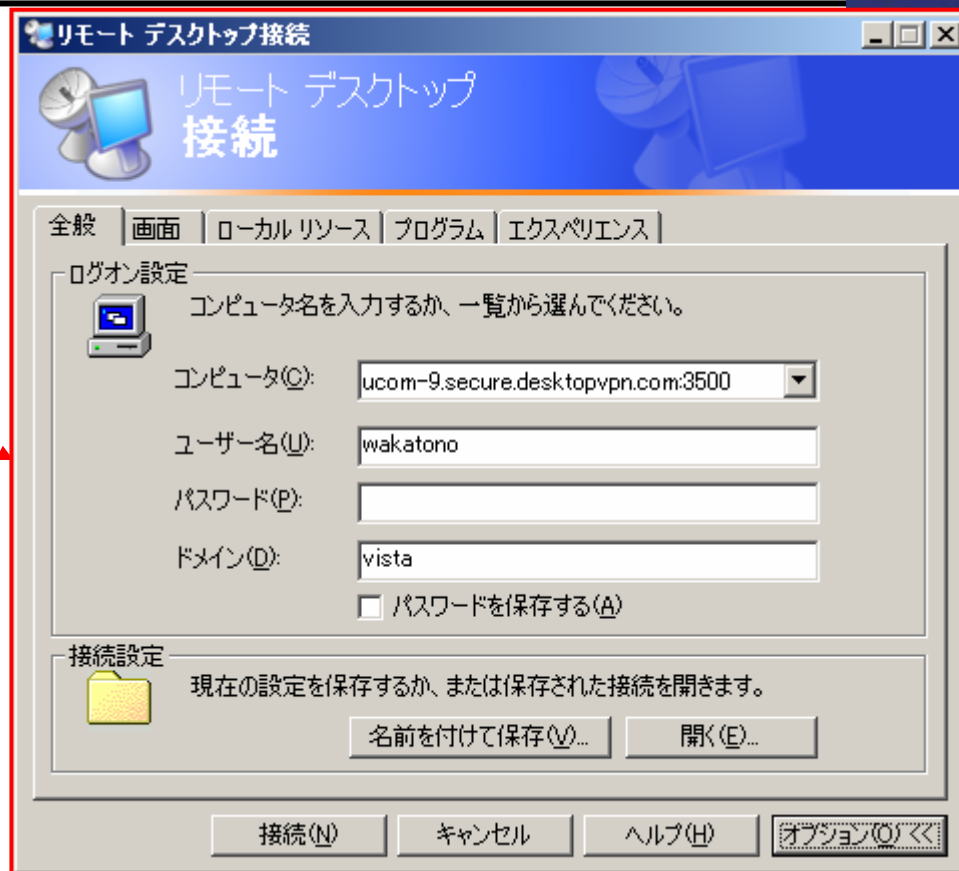 リモート デスクトップ接続
リモート デスクトップ
接続
全般 画面 ローカル リソース プログラム エクスペリエンス
ログオン設定
コンピュータ名を入力するか、一覧から選んでください。
コンピュータ(C): ucom-9.secure.desktopvpn.com:3500
ユーザー名(U): wakatono
パスワード(P):
ドメイン(D): vista
パスワードを保存する(A)
接続設定
現在の設定を保存するか、または保存された接続を開きます。
名前を付けて保存(V)... 開く(E)...
接続(N) キャンセル ヘルプ(H) オプション(O) <<